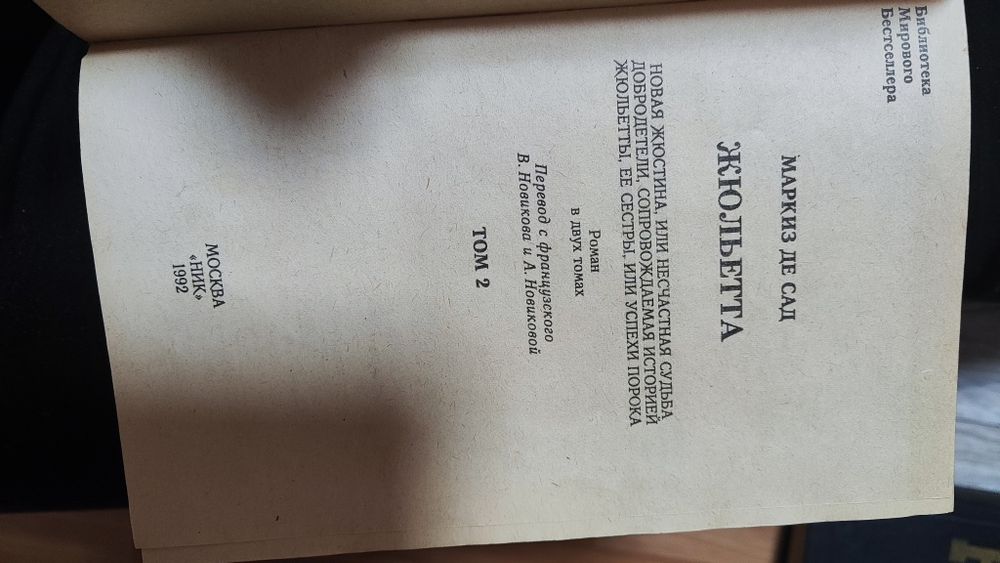 Библиотека
Мирового
Бестселлера
МАРКИЗ ДЕ САД
ЖЮЛЬЕТТА
НОВАЯ ЖЮСТИНА, ИЛИ НЕСЧАСТНАЯ СУДЬБА
ДОБРОДЕТЕЛИ, СОПРОВОЖДАЕМАЯ ИСТОРИЕЙ
ЖЮЛЬЕТТЫ, ЕЕ СЕСТРЫ, ИЛИ УСПЕХИ ПОРОКА
Роман
в двух томах
Перевод с французского
В. Новикова и А. Новиковой
ТОМ 2
МОСКВА
«НИК»
1992